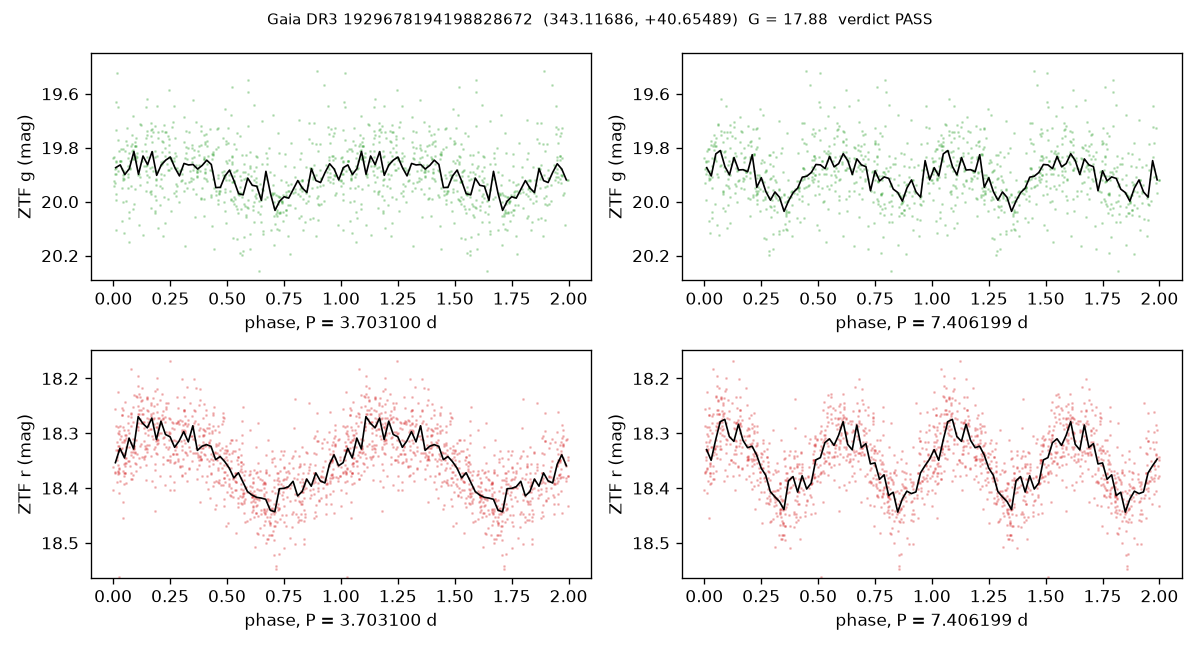 Gaia DR3 1929678194198828672 (343.11686, +40.65489) G = 17.88 verdict PASS
ZTF g (mag)
19.6
19.8
20.0
20.2
0.00 0.25 0.50 0.75 1.00 1.25 1.50 1.75 2.00
phase, P = 3.703100 d
ZTF g (mag)
19.6
19.8
20.0
20.2
0.00 0.25 0.50 0.75 1.00 1.25 1.50 1.75 2.00
phase, P = 7.406199 d
ZTF r (mag)
18.2
18.3
18.4
18.5
0.00 0.25 0.50 0.75 1.00 1.25 1.50 1.75 2.00
phase, P = 3.703100 d
ZTF r (mag)
18.2
18.3
18.4
18.5
0.00 0.25 0.50 0.75 1.00 1.25 1.50 1.75 2.00
phase, P = 7.406199 d